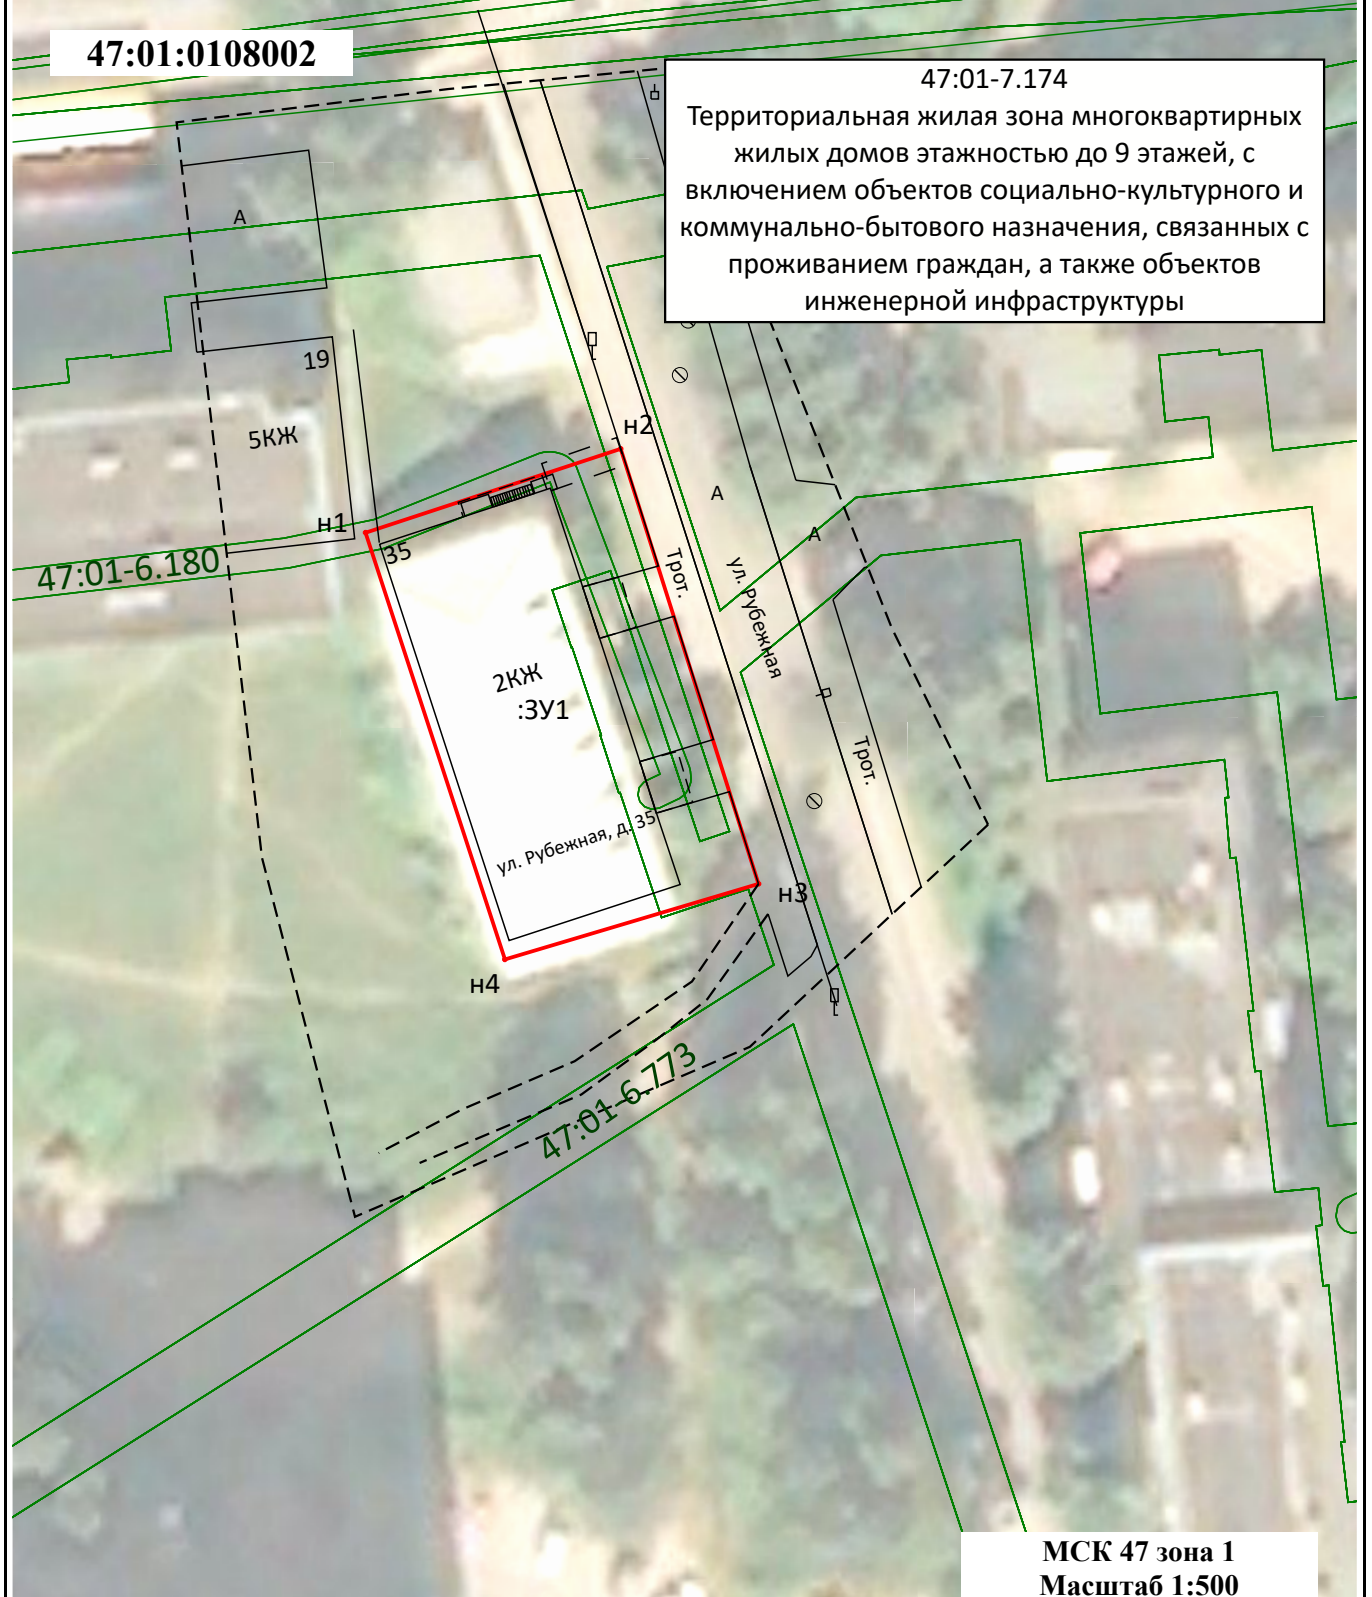 47:01:0108002
47:01-7.174
Территориальная жилая зона многоквартирных
жилых домов этажностью до 9 этажей, с
включением объектов социально-культурного и
коммунально-бытового назначения, связанных с
проживанием граждан, а также объектов
инженерной инфраструктуры
А
19
5КЖ
н2
н1
А
А
35
47:01-6.180
Трот.
ул. Рубежная
2КЖ
:ЗУ1
Трот.
ул. Рубежная, д. 35
н3
н4
47:01-6.773
МСК 47 зона 1
Масштаб 1:500